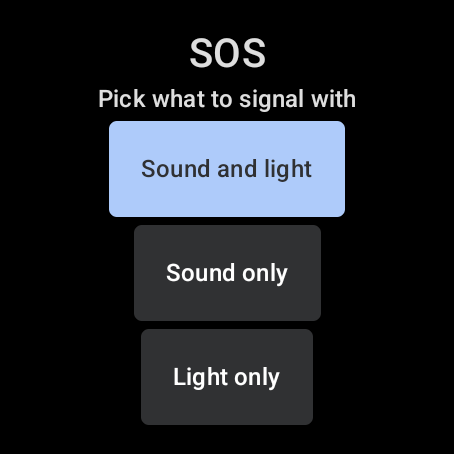 SOS
Pick what to signal with
Sound and light
Sound only
Light only